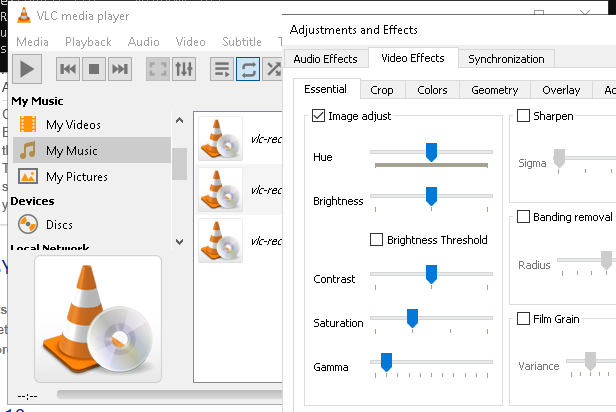 VLC media player
Media Playback Audio Video Subtitle
My Music
My Videos
My Music
My Pictures
Devices
Discs
Local Network
vlc-rec
vlc-rec
vlc-rec
--:--
Adjustments and Effects
Audio Effects Video Effects Synchronization
Essential Crop Colors Geometry Overlay
Image adjust
Hue
Brightness
Brightness Threshold
Contrast
Saturation
Gamma
Sharpen
Sigma
Banding removal
Radius
Film Grain
Variance